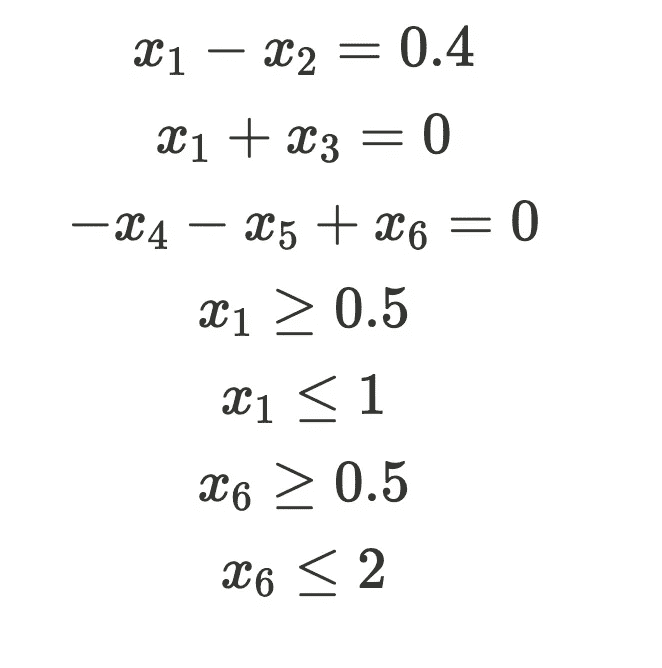 x₁ − x₂ = 0.4
x₁ + x₃ = 0
−x₄ − x₅ + x₆ = 0
x₁ ≥ 0.5
x₁ ≤ 1
x₆ ≥ 0.5
x₆ ≤ 2